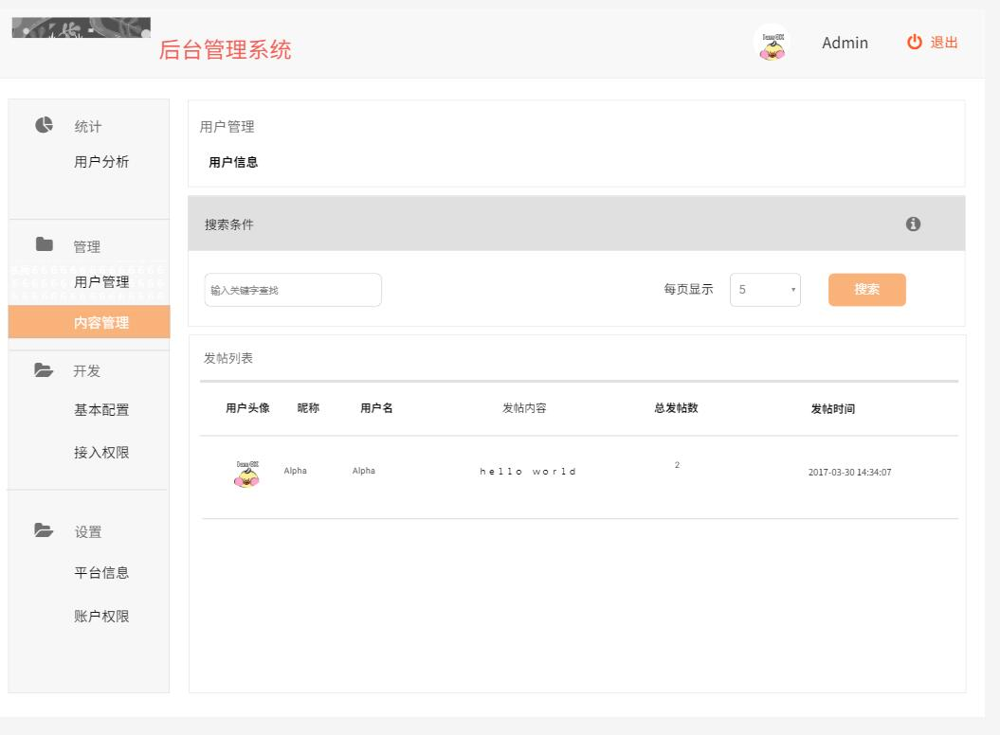 后台管理系统
Admin
退出
统计
用户分析
管理
用户管理
内容管理
开发
基本配置
接入权限
设置
平台信息
账户权限
用户管理
用户信息
搜索条件
输入关键字查找
每页显示
5
搜索
发帖列表
用户头像 昵称 用户名 发帖内容 总发帖数 发帖时间
Alpha Alpha hello world 2 2017-03-30 14:34:07